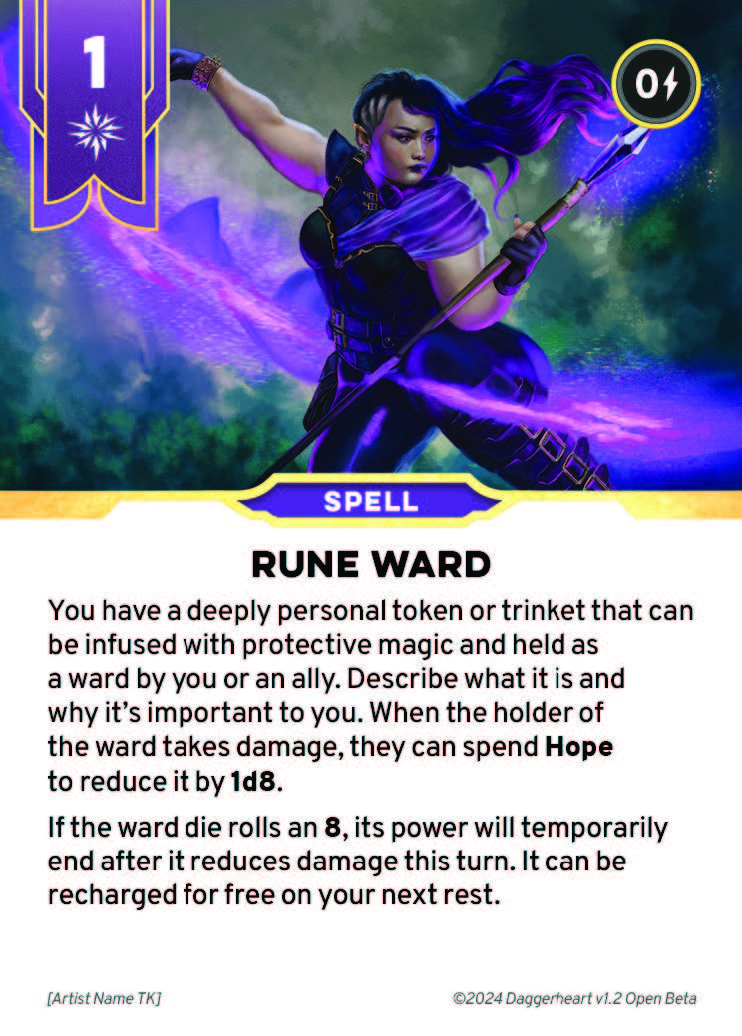 1
0
SPELL
RUNE WARD
You have a deeply personal token or trinket that can
be infused with protective magic and held as
a ward by you or an ally. Describe what it is and
why it’s important to you. When the holder of
the ward takes damage, they can spend Hope
to reduce it by 1d8.
If the ward die rolls an 8, its power will temporarily
end after it reduces damage this turn. It can be
recharged for free on your next rest.
[Artist Name TK]
©2024 Daggerheart v1.2 Open Beta